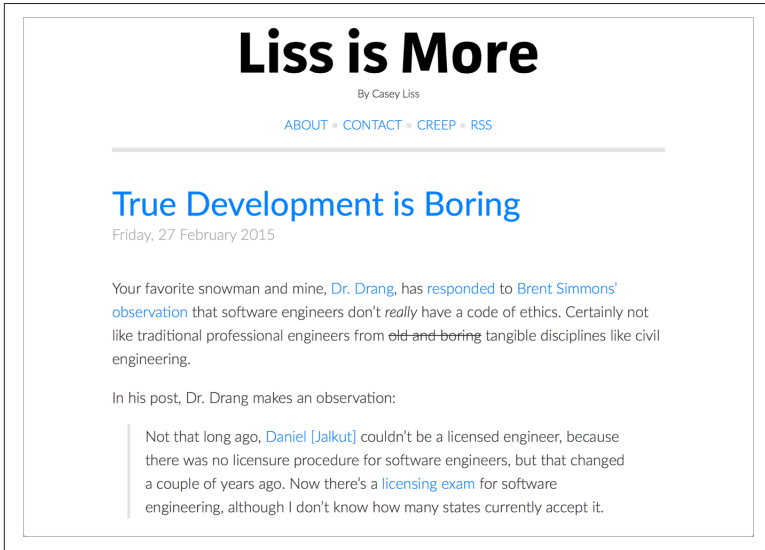 Liss is More
By Casey Liss
ABOUT • CONTACT • CREEP • RSS
True Development is Boring
Friday, 27 February 2015
Your favorite snowman and mine, Dr. Drang, has responded to Brent Simmons’
observation that software engineers don’t really have a code of ethics. Certainly not
like traditional professional engineers from old and boring tangible disciplines like civil
engineering.
In his post, Dr. Drang makes an observation:
Not that long ago, Daniel [Jalkut] couldn’t be a licensed engineer, because
there was no licensure procedure for software engineers, but that changed
a couple of years ago. Now there’s a licensing exam for software
engineering, although I don’t know how many states currently accept it.